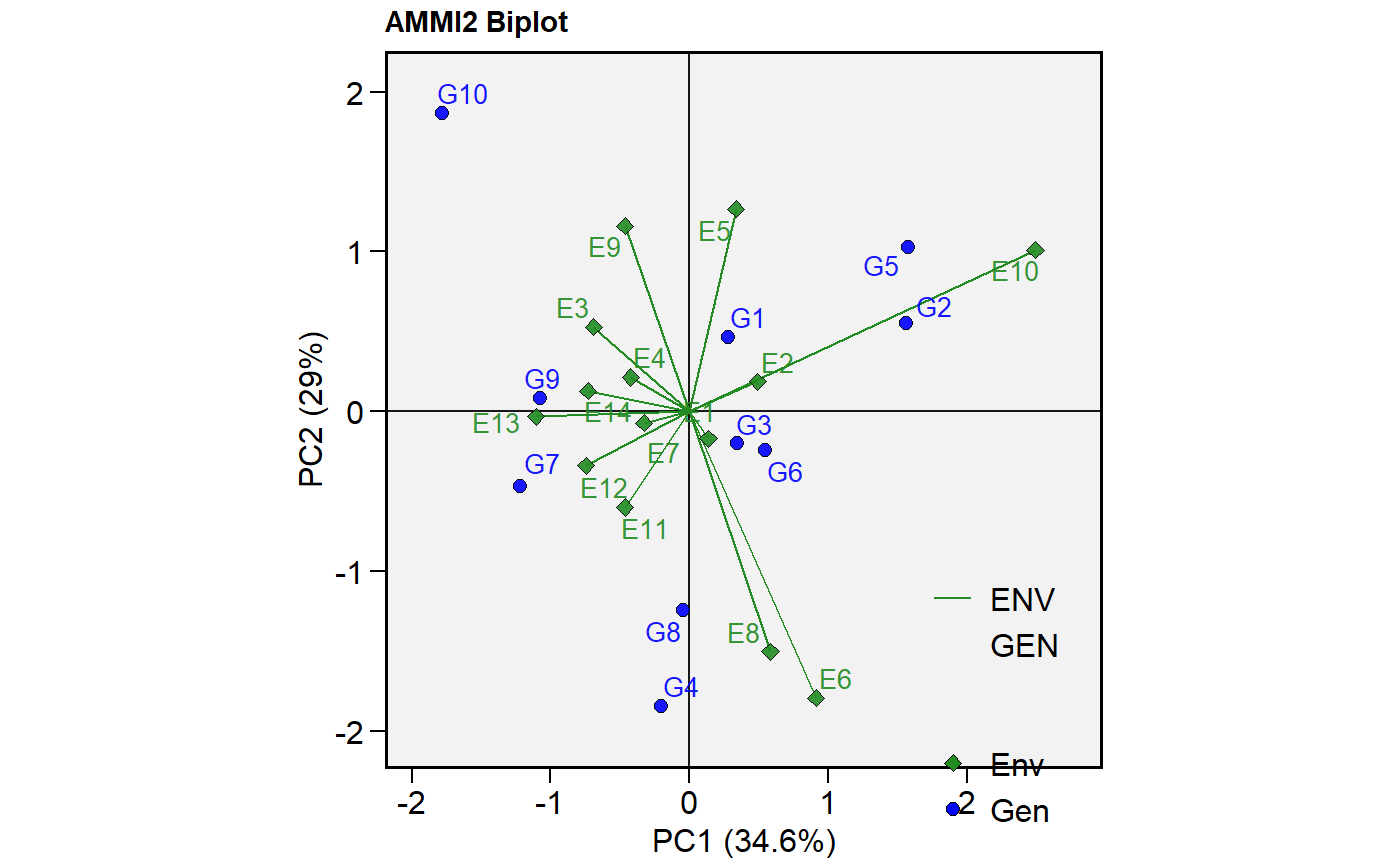 AMMI2 Biplot
2
G10
1
E9
E5
G5
E10
E3
G1
G2
E4
E2
G9
0
E13
E14
E1
G3
G7
E7
G6
E12
E11
PC2 (29%)
-1
ENV
G8
E8
GEN
G4
E6
-2
Env
-2
-1
0
1
2
Gen
PC1 (34.6%)